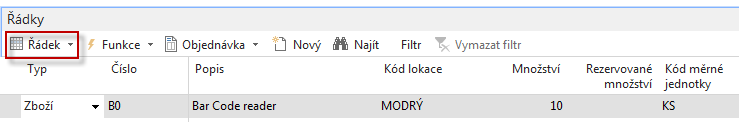 Řádky
Řádek Funkce Objednávka Nový Najít Filtr Vymazat filtr
Typ Číslo Popis Kód lokace Množství Rezervované množství Kód měrné jednotky
Zboží B0 Bar Code reader MODRÝ 10 KS